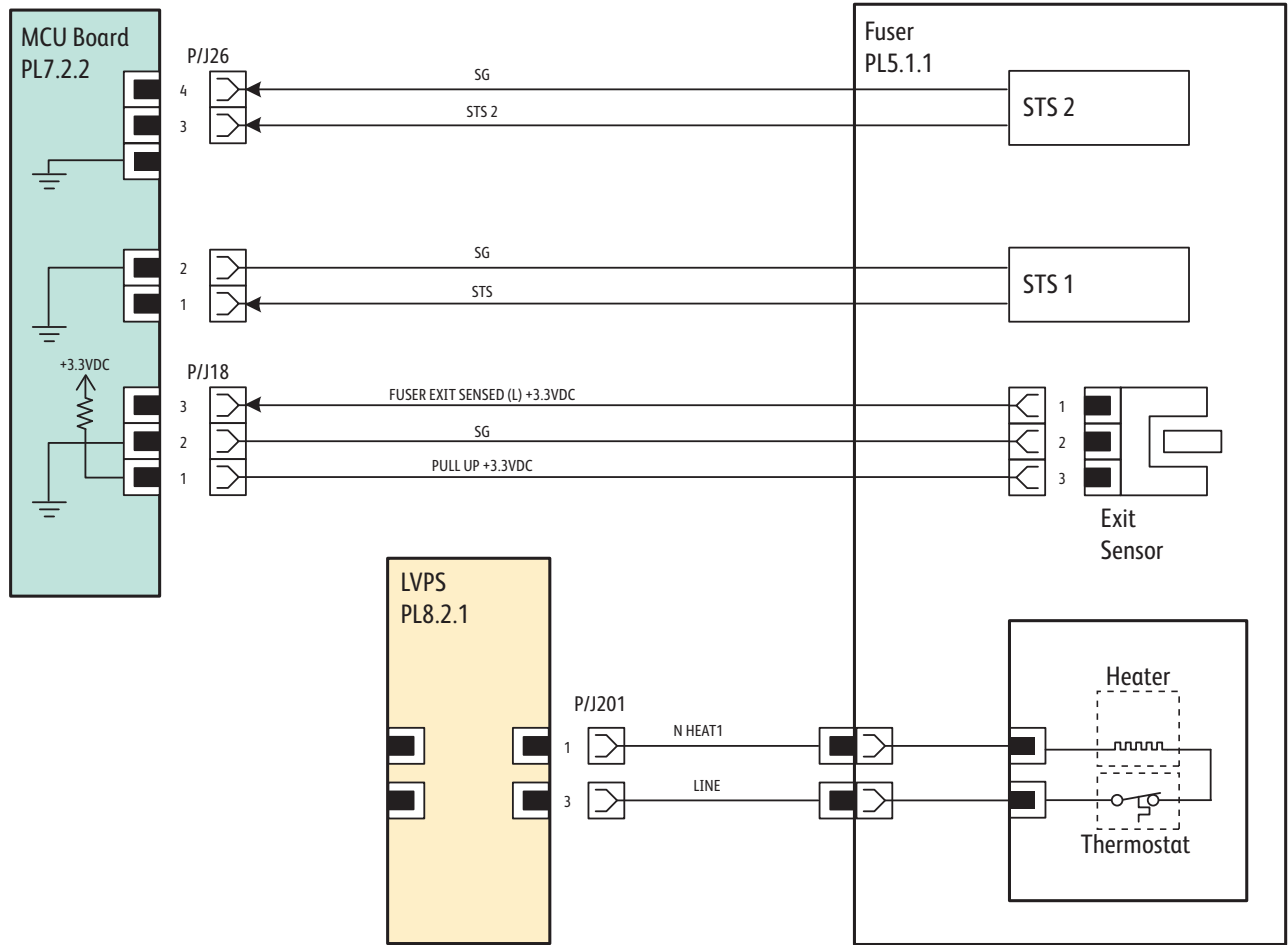 MCU Board
PL7.2.2
P/J26
4
SG
3
STS 2
Fuser
PL5.1.1
STS 2
2
SG
1
STS
STS 1
+3.3VDC
P/J18
3
FUSER EXIT SENSED (L) +3.3VDC
1
2
SG
2
1
PULL UP +3.3VDC
3
Exit
Sensor
LVPS
PL8.2.1
P/J201
1
N HEAT1
3
LINE
Heater
Thermostat